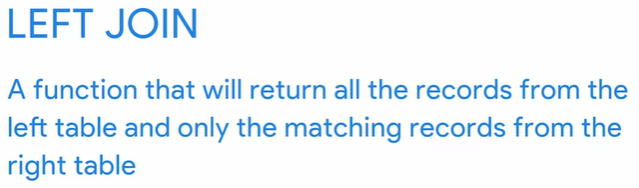 LEFT JOIN
A function that will return all the records from the
left table and only the matching records from the
right table